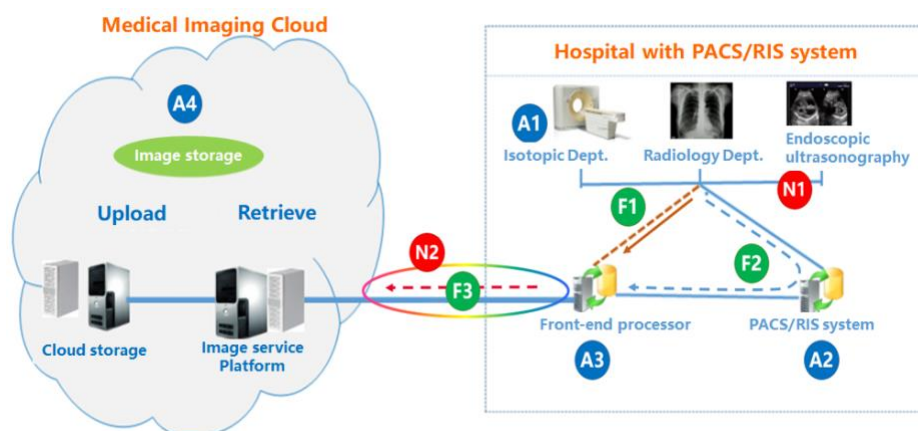 Medical Imaging Cloud
A4
Image storage
Upload
Retrieve
Cloud storage
Image service
Platform
N2
F3
Hospital with PACS/RIS system
A1
Isotopic Dept.
Radiology Dept.
Endoscopic
ultrasonography
N1
F1
F2
Front-end processor
PACS/RIS system
A3
A2